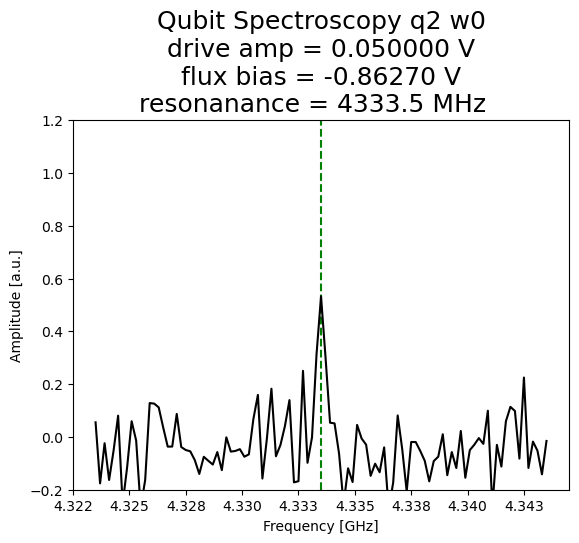 Qubit Spectroscopy q2 w0
drive amp = 0.050000 V
flux bias = -0.86270 V
resonanance = 4333.5 MHz
1.2
1.0
0.8
0.6
0.4
0.2
0.0
−0.2
Amplitude [a.u.]
4.322 4.325 4.328 4.330 4.333 4.335 4.338 4.340 4.343
Frequency [GHz]